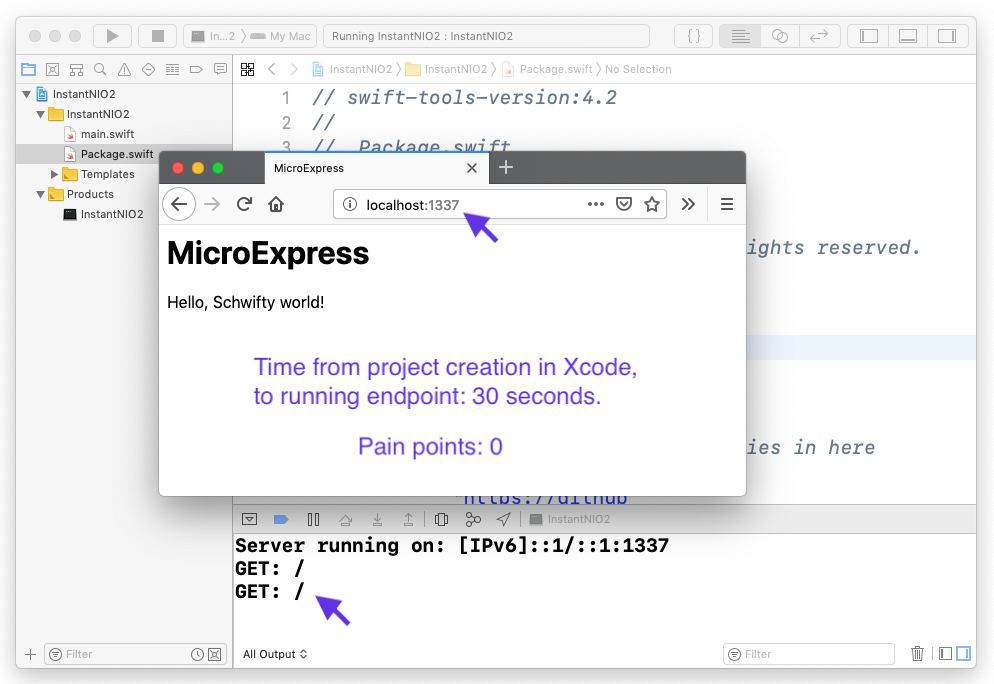 In...2 〉 My Mac
Running InstantNIO2 : InstantNIO2
{ }
InstantNIO2 〉 InstantNIO2 〉 Package.swift 〉 No Selection
InstantNIO2
InstantNIO2
main.swift
Package.swift
Templates
Products
InstantNIO2
1 // swift-tools-version:4.2
2 //
3 // Package.swift
ights reserved.
ies in here
"https://github
MicroExpress
localhost:1337
MicroExpress
Hello, Schwifty world!
Time from project creation in Xcode,
to running endpoint: 30 seconds.
Pain points: 0
InstantNIO2
Server running on: [IPv6]::1/::1:1337
GET: /
GET: /
Filter
All Output
Filter